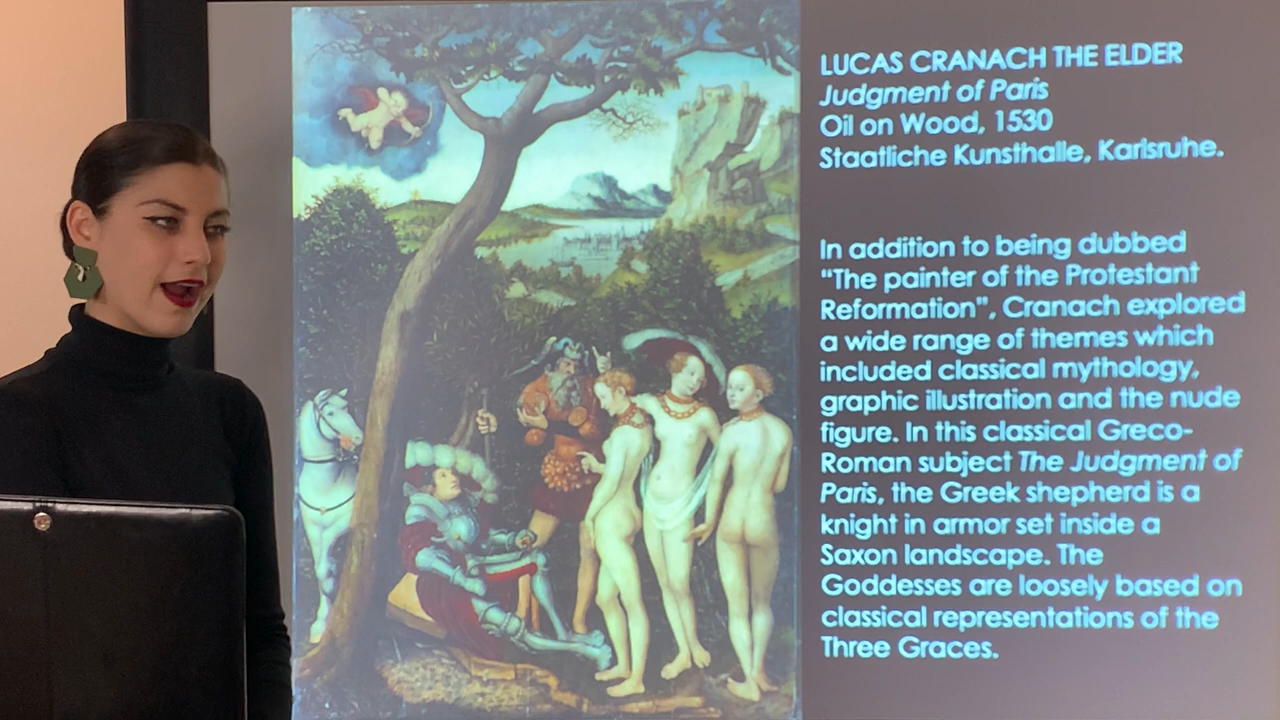 LUCAS CRANACH THE ELDER
Judgment of Paris
Oil on Wood, 1530
Staatliche Kunsthalle, Karlsruhe.
In addition to being dubbed
“The painter of the Protestant
Reformation”, Cranach explored
a wide range of themes which
included classical mythology,
graphic illustration and the nude
figure. In this classical Greco-
Roman subject The Judgment of
Paris, the Greek shepherd is a
knight in armor set inside a
Saxon landscape. The
Goddesses are loosely based on
classical representations of the
Three Graces.